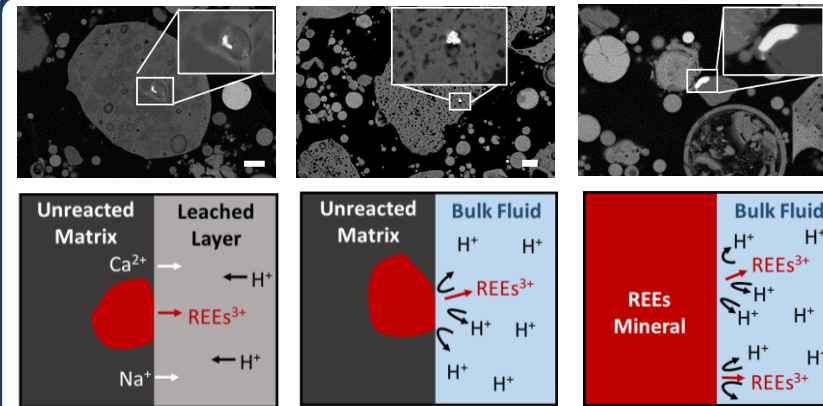 Unreacted
Matrix
Leached
Layer
Ca2+
H+
REEs3+
H+
Na+
Unreacted
Matrix
Bulk Fluid
H+
H+
REEs3+
H+
H+
H+
H+
REEs
Mineral
Bulk Fluid
H+
H+
REEs3+
H+
H+
H+
H+
H+
REEs3+